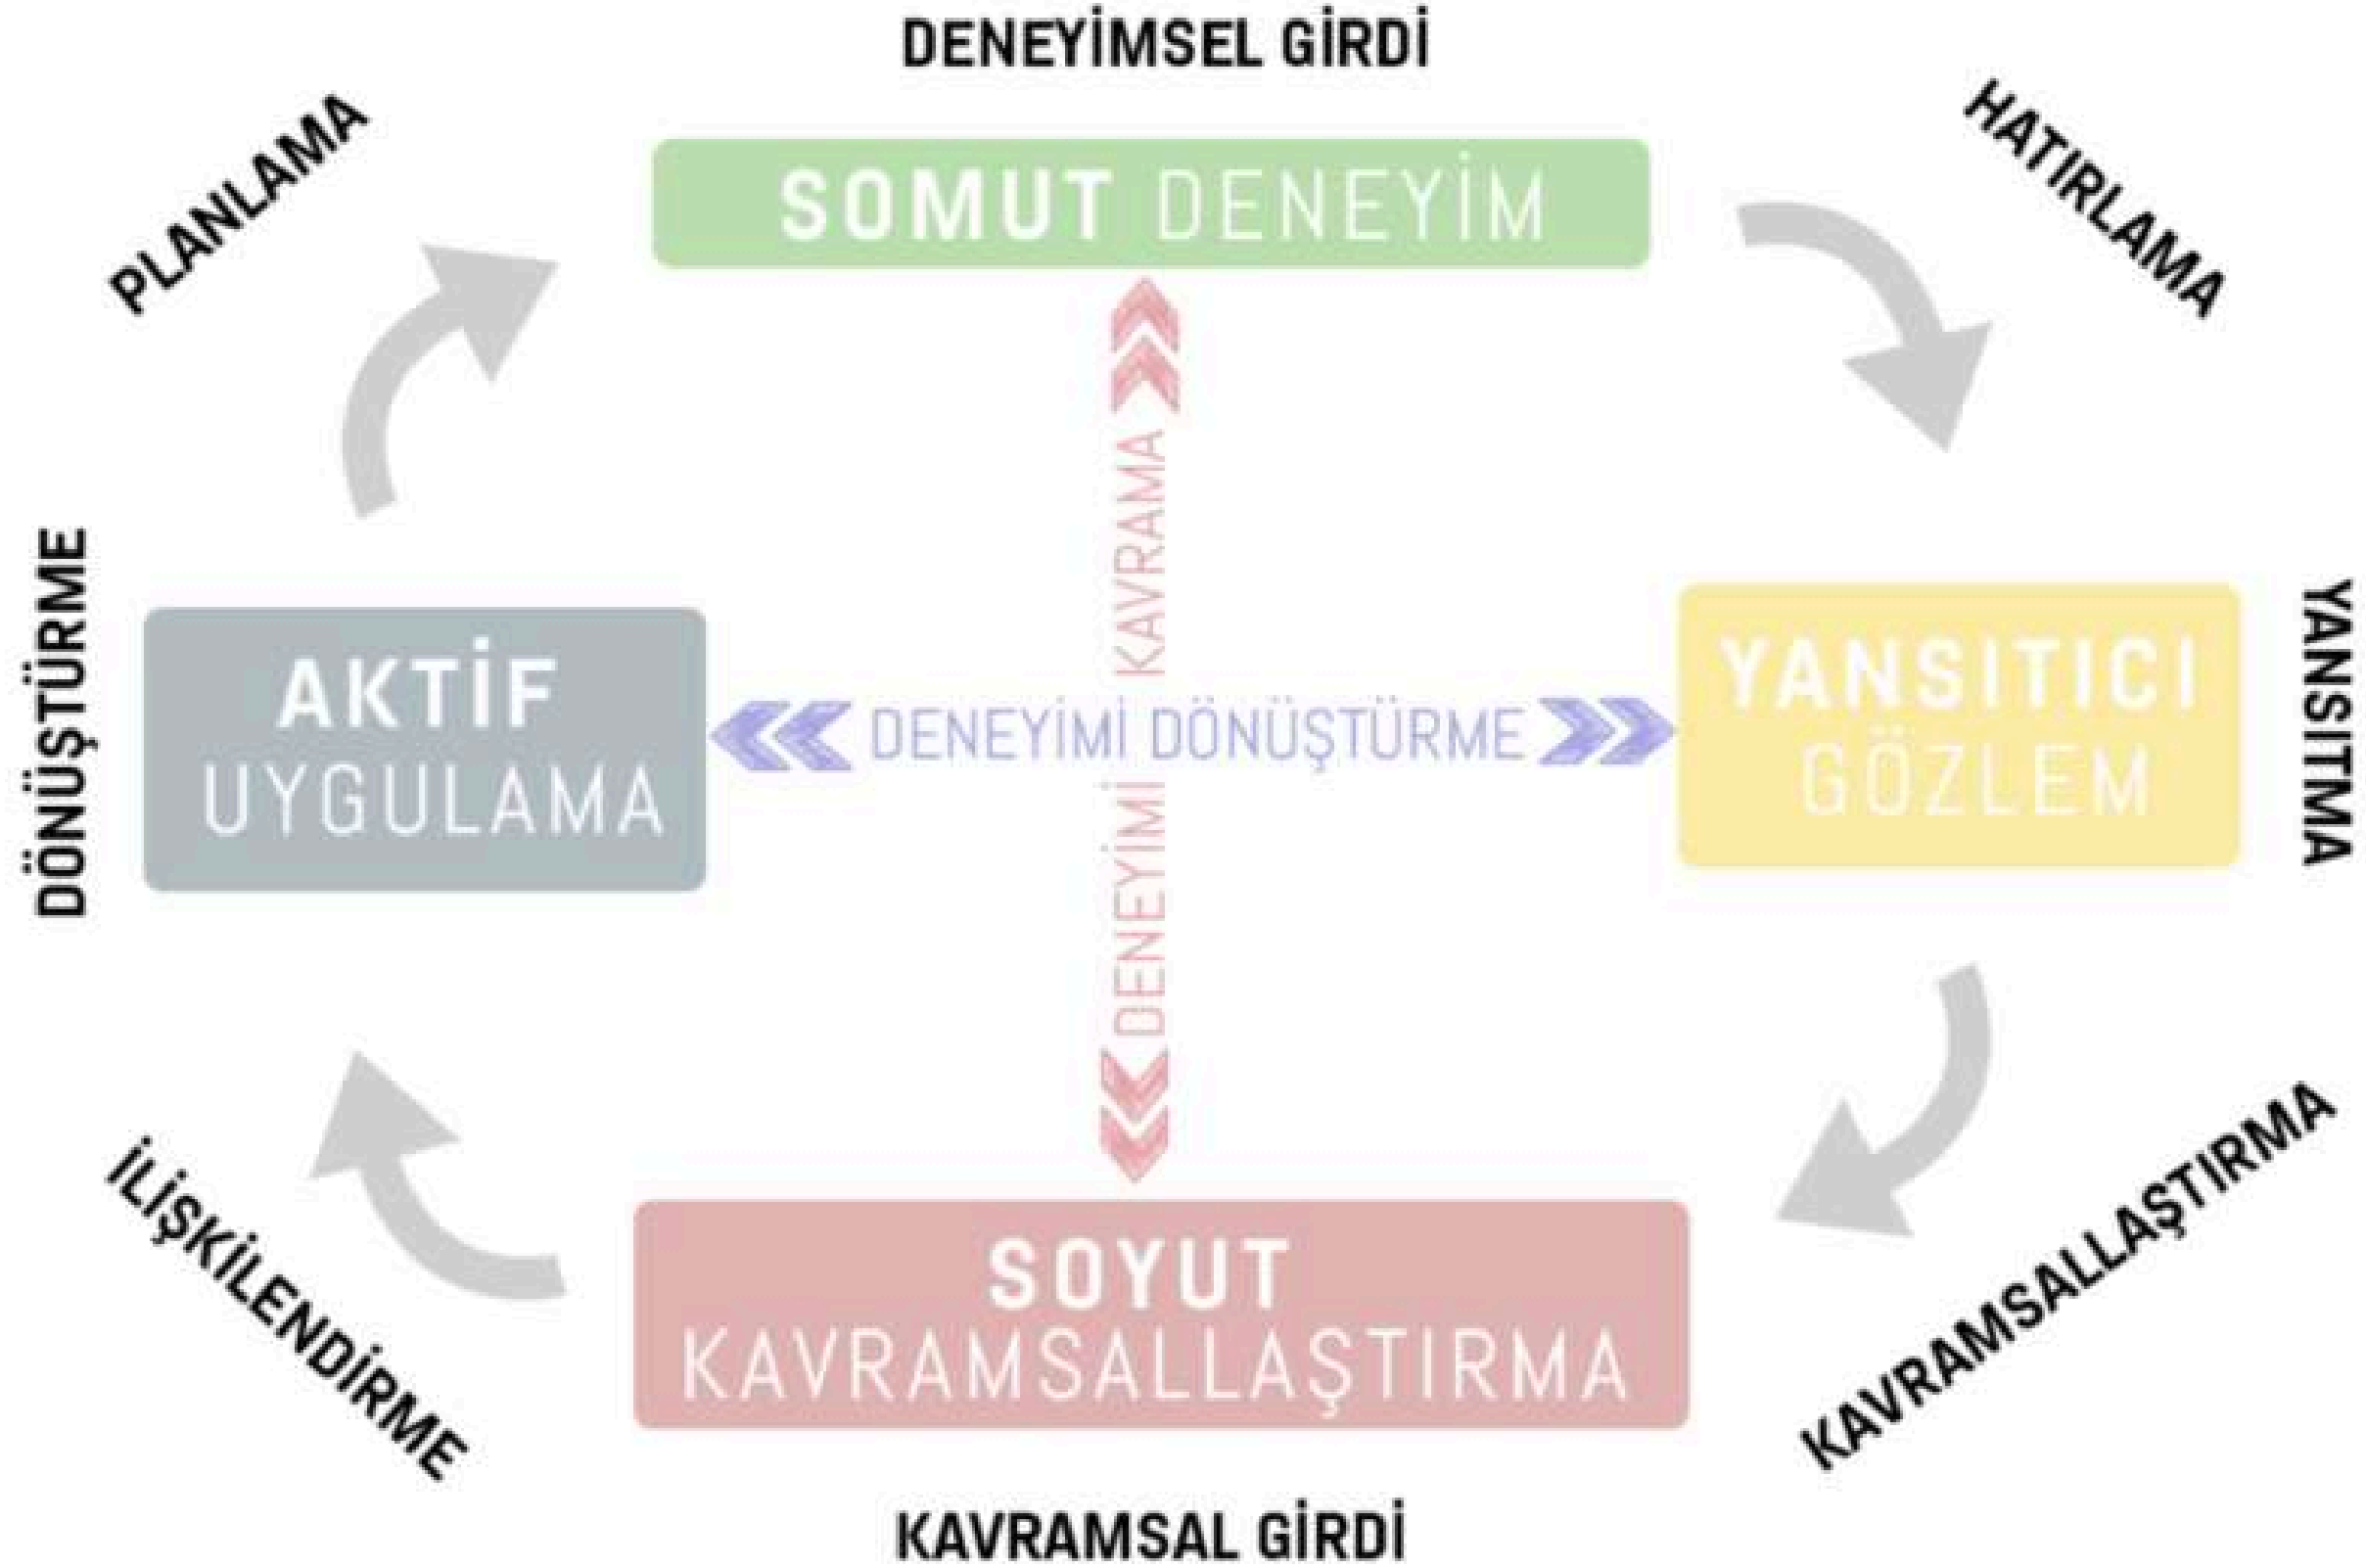 DENEYİMSEL GİRDİ
PLANLAMA
HATIRLAMA
SOMUT DENEYİM
DENEYİMİ KAVRAMA
DÖNÜŞTÜRME
AKTİF
UYGULAMA
DENEYİMİ DÖNÜŞTÜRME
YANSITICI
GÖZLEM
YANSITMA
İLİŞKİLENDİRME
SOYUT
KAVRAMSALLAŞTIRMA
KAVRAMSALLAŞTIRMA
KAVRAMSAL GİRDİ